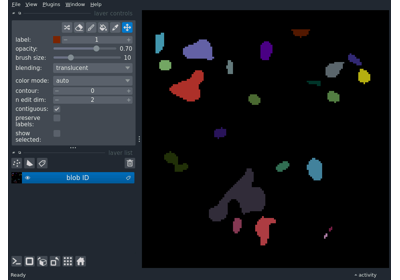 File View Plugins Window Help
layer controls
label: 1
opacity: 0.70
brush size: 10
blending: translucent
color mode: auto
contour: 0
n edit dim: 2
contiguous:
preserve
labels:
show
selected:
layer list
blob ID
activity